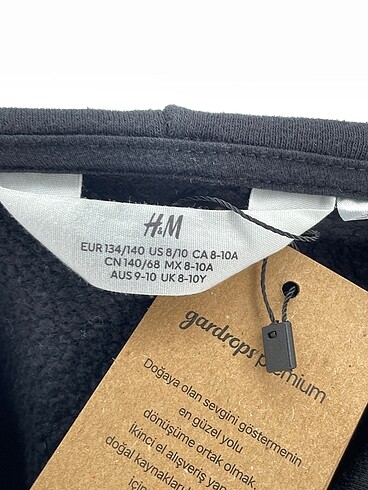 H&M
EUR 134/140 US 8/10 CA 8-10A
CN 140/68 MX 8-10A
AUS 9-10 UK 8-10Y
gardrops premium
Doğaya olan sevgini göstermenin
en güzel yolu
dönüşüme ortak olmak.
İkinci el alışveriş yap
doğal kaynakları